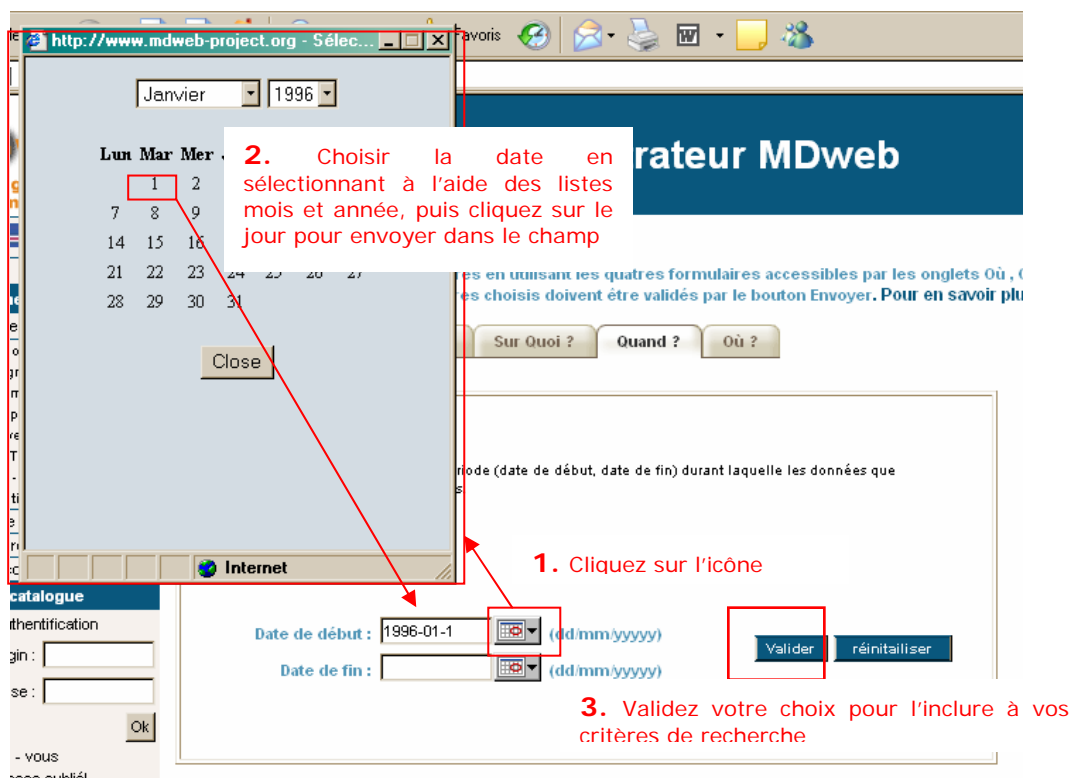 Favoris
http://www.mdweb-project.org - Sélec...
Janvier 1996
Lun Mar Mer
1 2
7 8 9
14 15 16
21 22 23 24 25 26 27
28 29 30 31
Close
Internet
2. Choisir la date en
sélectionnant à l'aide des listes
mois et année, puis cliquez sur le
jour pour envoyer dans le champ
rateur MDweb
es en utilisant les quatres formulaires accessibles par les onglets Où ,
es choisis doivent être validés par le bouton Envoyer. Pour en savoir plu
Sur Quoi ? Quand ? Où ?
riode (date de début, date de fin) durant laquelle les données que
1. Cliquez sur l'icône
catalogue
uthentification
gin :
se :
Ok
- vous
Date de début : 1996-01-1 (dd/mm/yyyyy)
Date de fin : (dd/mm/yyyyy)
Valider réinitailiser
3. Validez votre choix pour l'inclure à vos
critères de recherche